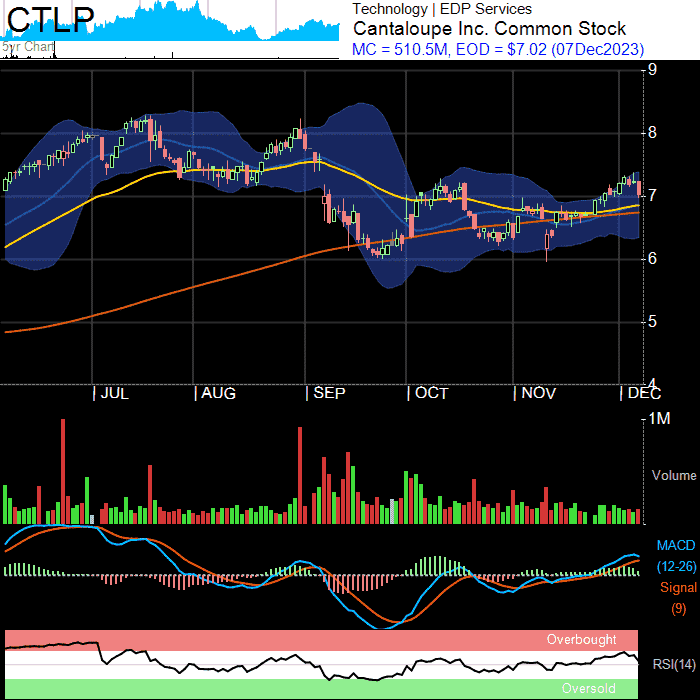 CTLP
5yr Chart
Technology | EDP Services
Cantaloupe Inc. Common Stock
MC = 510.5M, EOD = $7.02 (07Dec2023)
9
8
7
6
5
4
JUL AUG SEP OCT NOV DEC
1M
Volume
MACD
(12-26)
Signal
(9)
Overbought
RSI(14)
Oversold